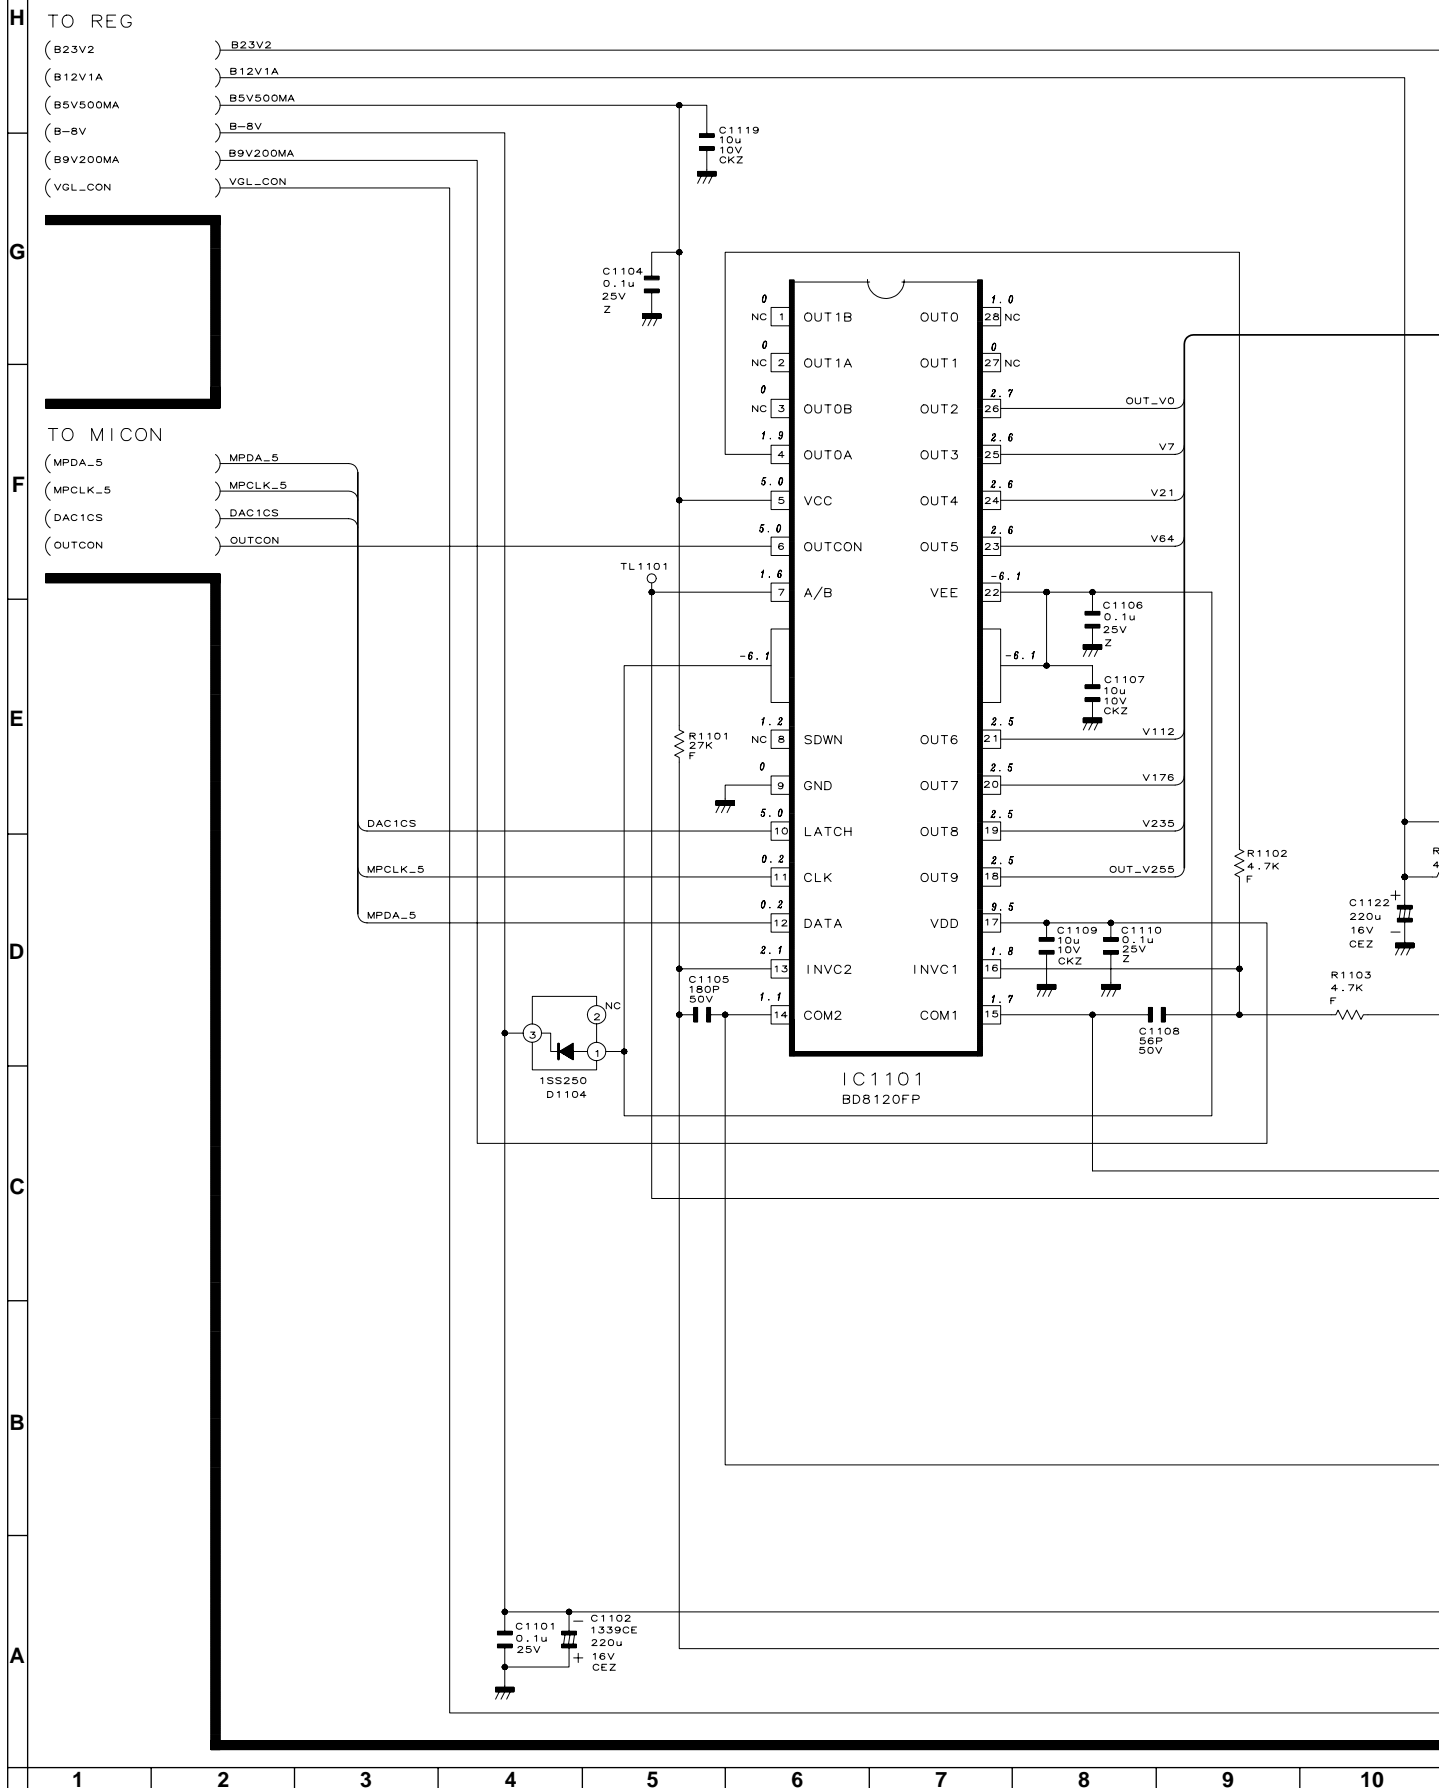 H
TO REG
B23V2
B23V2
B12V1A
B12V1A
B5V500MA
B5V500MA
B-8V
B-8V
B9V200MA
B9V200MA
VGL_CON
VGL_CON
C1119
10u
10V
CKZ
G
C1104
0.1u
25V
Z
0
NC 1 OUT1B
OUT0 28 NC
1.0
0
NC 2 OUT1A
OUT1 27 NC
0
0
NC 3 OUT0B
OUT2 26
2.7
OUT_V0
1.9
4 OUT0A
OUT3 25
2.6
V7
5.0
5 VCC
OUT4 24
2.6
V21
5.0
6 OUTCON
OUT5 23
2.6
V64
1.6
7 A/B
VEE 22
-6.1
TO MICON
MPDA_5
MPDA_5
F
MPCLK_5
MPCLK_5
DAC1CS
DAC1CS
OUTCON
OUTCON
TL1101
C1106
0.1u
25V
Z
-6.1
-6.1
C1107
10u
10V
CKZ
E
R1101
27K
F
1.2
NC 8 SDWN
OUT6 21
2.5
V112
0
9 GND
OUT7 20
2.5
V176
DAC1CS
5.0
10 LATCH
OUT8 19
2.5
V235
MPCLK_5
0.2
11 CLK
OUT9 18
2.5
OUT_V255
MPDA_5
0.2
12 DATA
VDD 17
9.5
2.1
13 INVC2
INVC1 16
1.8
1.1
14 COM2
COM1 15
1.7
R1102
4.7K
F
R
4
C1122
220u
16V
CEZ
+
−
D
C1109
10u
10V
CKZ
C1110
0.1u
25V
Z
C1105
180P
50V
R1103
4.7K
F
C1108
56P
50V
NC
2
3
1
1SS250
D1104
IC1101
BD8120FP
C
B
C1101
0.1u
25V
−
C1102
1339CE
220u
16V
CEZ
+
A
1 2 3 4 5 6 7 8 9 10